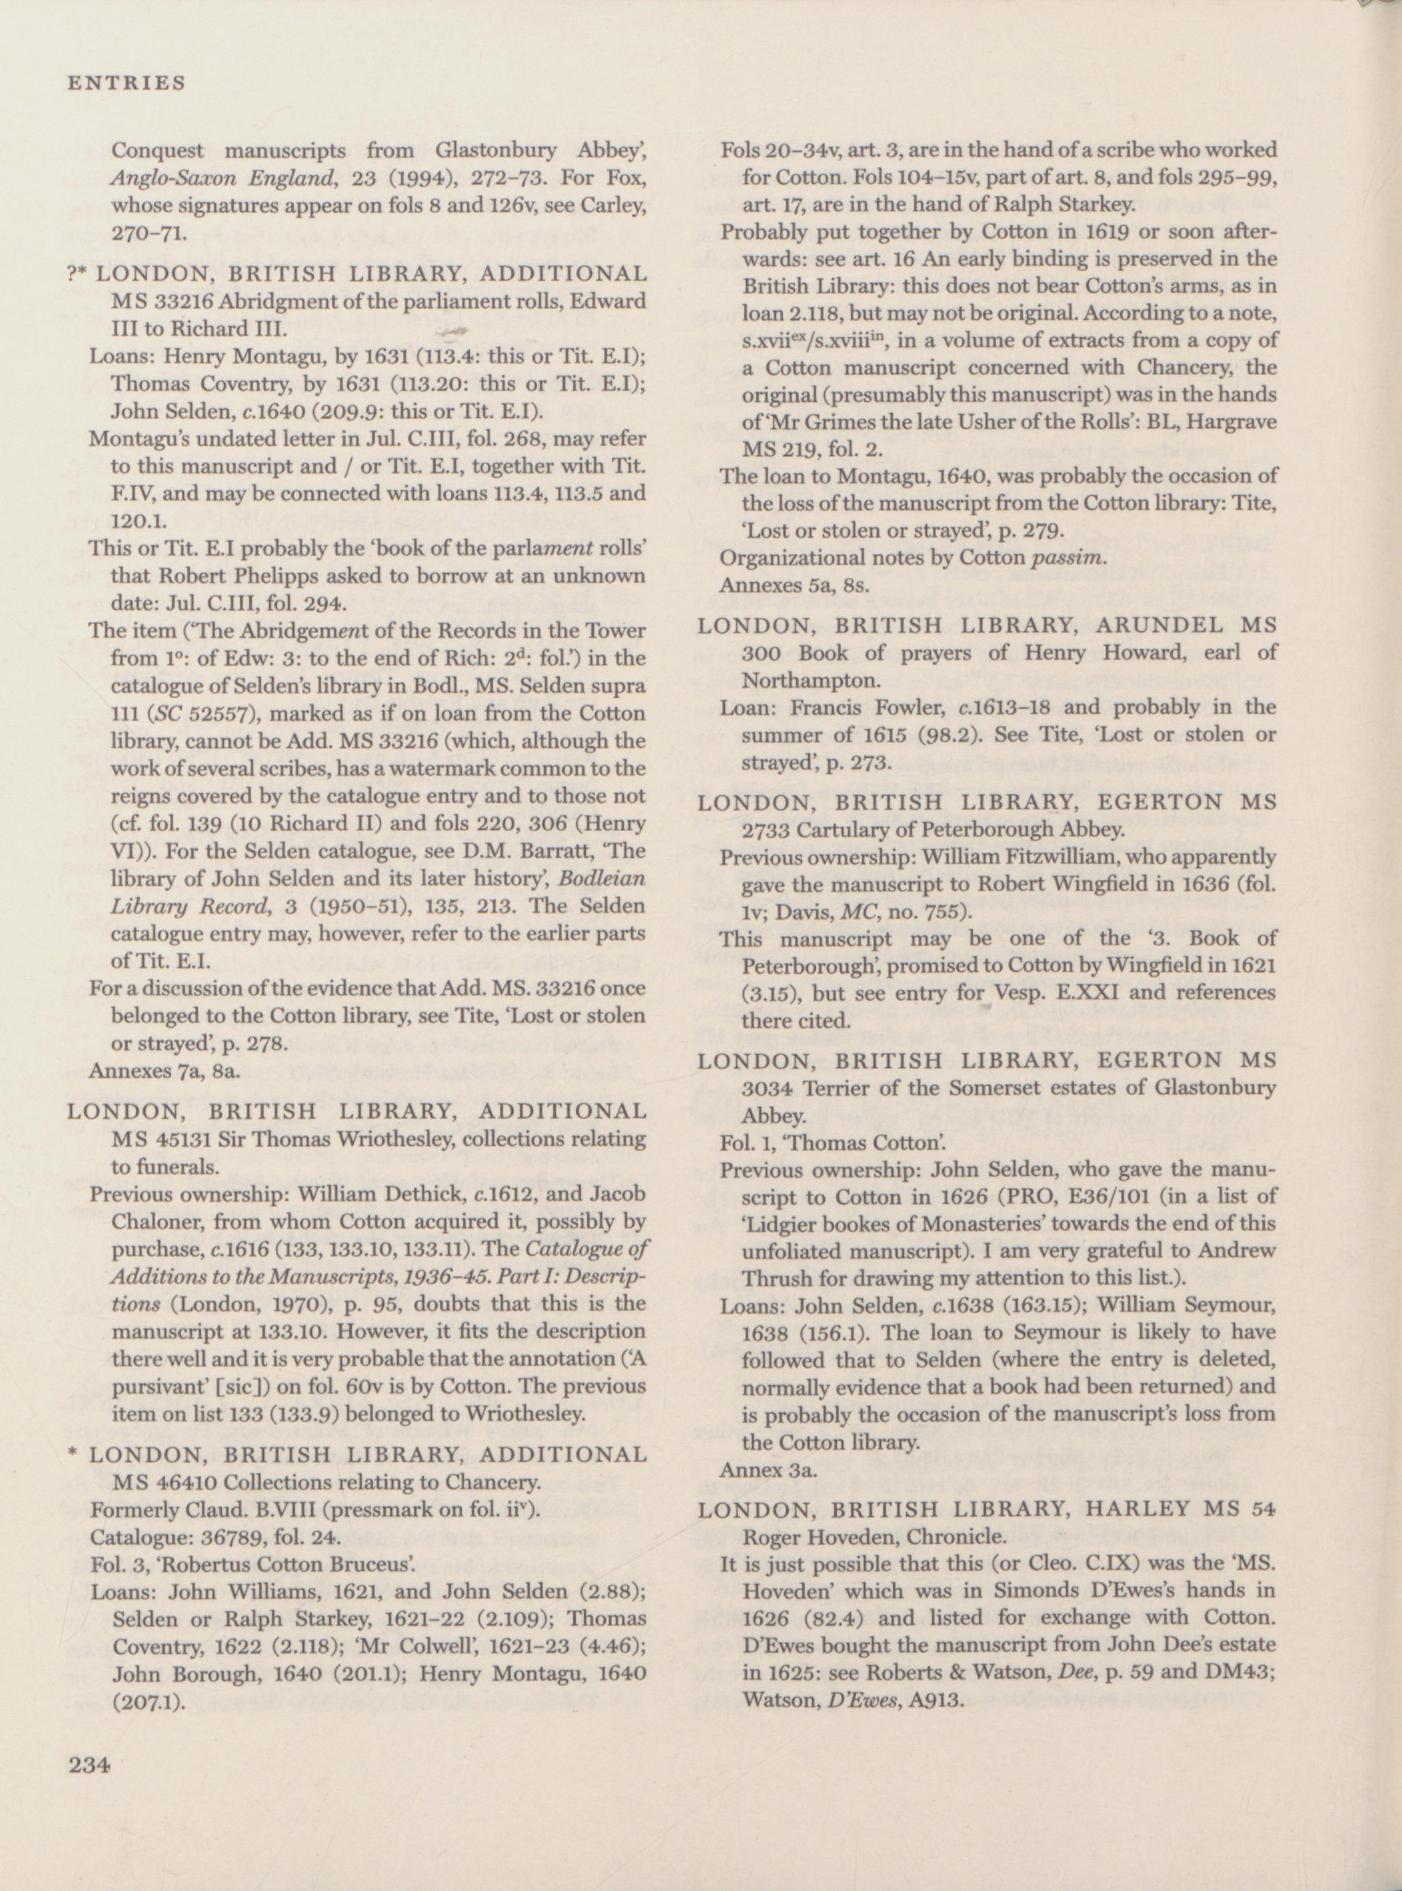 ENTRIES
Conquest manuscripts from Glastonbury Abbey’,
Anglo-Saxon England, 23 (1994), 272–73. For Fox,
whose signatures appear on fols 8 and 126v, see Carley,
270–71.
?* LONDON, BRITISH LIBRARY, ADDITIONAL
MS 33216 Abridgment of the parliament rolls, Edward
III to Richard III.
Loans: Henry Montagu, by 1631 (113.4: this or Tit. E.I);
Thomas Coventry, by 1631 (113.20: this or Tit. E.I);
John Selden, c.1640 (209.9: this or Tit. E.I).
Montagu’s undated letter in Jul. C.III, fol. 268, may refer
to this manuscript and / or Tit. E.I, together with Tit.
F.IV, and may be connected with loans 113.4, 113.5 and
120.1.
This or Tit. E.I probably the ‘book of the parlament rolls’
that Robert Phelipps asked to borrow at an unknown
date: Jul. C.III, fol. 294.
The item (‘The Abridgement of the Records in the Tower
from 1º: of Edw: 3: to the end of Rich: 2ᵈ: fol.’) in the
catalogue of Selden’s library in Bodl., MS. Selden supra
111 (SC 52557), marked as if on loan from the Cotton
library, cannot be Add. MS 33216 (which, although the
work of several scribes, has a watermark common to the
reigns covered by the catalogue entry and to those not
(cf. fol. 139 (10 Richard II) and fols 220, 306 (Henry
VI)). For the Selden catalogue, see D.M. Barratt, ‘The
library of John Selden and its later history’, Bodleian
Library Record, 3 (1950–51), 135, 213. The Selden
catalogue entry may, however, refer to the earlier parts
of Tit. E.I.
For a discussion of the evidence that Add. MS. 33216 once
belonged to the Cotton library, see Tite, ‘Lost or stolen
or strayed’, p. 278.
Annexes 7a, 8a.
LONDON, BRITISH LIBRARY, ADDITIONAL
MS 45131 Sir Thomas Wriothesley, collections relating
to funerals.
Previous ownership: William Dethick, c.1612, and Jacob
Chaloner, from whom Cotton acquired it, possibly by
purchase, c.1616 (133, 133.10, 133.11). The Catalogue of
Additions to the Manuscripts, 1936–45. Part I: Descrip-
tions (London, 1970), p. 95, doubts that this is the
manuscript at 133.10. However, it fits the description
there well and it is very probable that the annotation (‘A
pursivant’ [sic]) on fol. 60v is by Cotton. The previous
item on list 133 (133.9) belonged to Wriothesley.
* LONDON, BRITISH LIBRARY, ADDITIONAL
MS 46410 Collections relating to Chancery.
Formerly Claud. B.VIII (pressmark on fol. iiᵛ).
Catalogue: 36789, fol. 24.
Fol. 3, ‘Robertus Cotton Bruceus’.
Loans: John Williams, 1621, and John Selden (2.88);
Selden or Ralph Starkey, 1621–22 (2.109); Thomas
Coventry, 1622 (2.118); ‘Mr Colwell’, 1621–23 (4.46);
John Borough, 1640 (201.1); Henry Montagu, 1640
(207.1).
234
Fols 20–34v, art. 3, are in the hand of a scribe who worked
for Cotton. Fols 104–15v, part of art. 8, and fols 295–99,
art. 17, are in the hand of Ralph Starkey.
Probably put together by Cotton in 1619 or soon after-
wards: see art. 16 An early binding is preserved in the
British Library: this does not bear Cotton’s arms, as in
loan 2.118, but may not be original. According to a note,
s.xviiᵉˣ/s.xviiiⁱⁿ, in a volume of extracts from a copy of
a Cotton manuscript concerned with Chancery, the
original (presumably this manuscript) was in the hands
of ‘Mr Grimes the late Usher of the Rolls’: BL, Hargrave
MS 219, fol. 2.
The loan to Montagu, 1640, was probably the occasion of
the loss of the manuscript from the Cotton library: Tite,
‘Lost or stolen or strayed’, p. 279.
Organizational notes by Cotton passim.
Annexes 5a, 8s.
LONDON, BRITISH LIBRARY, ARUNDEL MS
300 Book of prayers of Henry Howard, earl of
Northampton.
Loan: Francis Fowler, c.1613–18 and probably in the
summer of 1615 (98.2). See Tite, ‘Lost or stolen or
strayed’, p. 273.
LONDON, BRITISH LIBRARY, EGERTON MS
2733 Cartulary of Peterborough Abbey.
Previous ownership: William Fitzwilliam, who apparently
gave the manuscript to Robert Wingfield in 1636 (fol.
1v; Davis, MC, no. 755).
This manuscript may be one of the ‘3. Book of
Peterborough’, promised to Cotton by Wingfield in 1621
(3.15), but see entry for Vesp. E.XXI and references
there cited.
LONDON, BRITISH LIBRARY, EGERTON MS
3034 Terrier of the Somerset estates of Glastonbury
Abbey.
Fol. 1, ‘Thomas Cotton’.
Previous ownership: John Selden, who gave the manu-
script to Cotton in 1626 (PRO, E36/101 (in a list of
‘Lidgier bookes of Monasteries’ towards the end of this
unfoliated manuscript). I am very grateful to Andrew
Thrush for drawing my attention to this list.).
Loans: John Selden, c.1638 (163.15); William Seymour,
1638 (156.1). The loan to Seymour is likely to have
followed that to Selden (where the entry is deleted,
normally evidence that a book had been returned) and
is probably the occasion of the manuscript’s loss from
the Cotton library.
Annex 3a.
LONDON, BRITISH LIBRARY, HARLEY MS 54
Roger Hoveden, Chronicle.
It is just possible that this (or Cleo. C.IX) was the ‘MS.
Hoveden’ which was in Simonds D’Ewes’s hands in
1626 (82.4) and listed for exchange with Cotton.
D’Ewes bought the manuscript from John Dee’s estate
in 1625: see Roberts & Watson, Dee, p. 59 and DM43;
Watson, D’Ewes, A913.